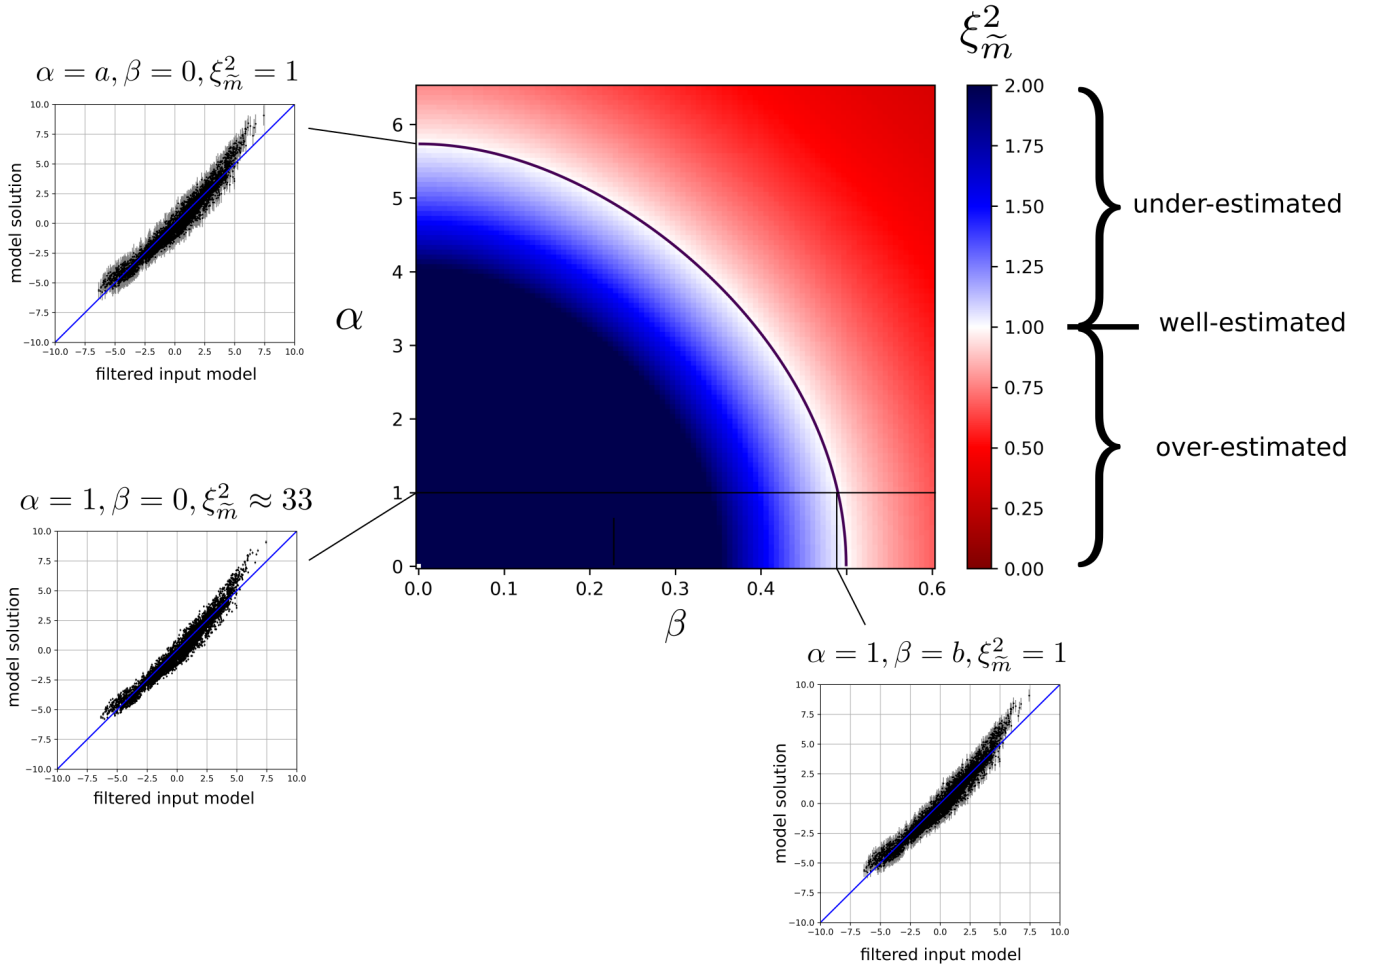 α = a, β = 0, ξ²_m̃ = 1
10.0
7.5
5.0
2.5
0.0
−2.5
−5.0
−7.5
−10.0
model solution
−10.0 −7.5 −5.0 −2.5 0.0 2.5 5.0 7.5 10.0
filtered input model
α = 1, β = 0, ξ²_m̃ ≈ 33
10.0
7.5
5.0
2.5
0.0
−2.5
−5.0
−7.5
−10.0
model solution
−10.0 −7.5 −5.0 −2.5 0.0 2.5 5.0 7.5 10.0
filtered input model
α
6
5
4
3
2
1
0
0.0 0.1 0.2 0.3 0.4 0.6
β
ξ²_m̃
2.00
1.75
1.50
1.25
1.00
0.75
0.50
0.25
0.00
under-estimated
well-estimated
over-estimated
α = 1, β = b, ξ²_m̃ = 1
10.0
7.5
5.0
2.5
0.0
−2.5
−5.0
−7.5
−10.0
model solution
−10.0 −7.5 −5.0 −2.5 0.0 2.5 5.0 7.5 10.0
filtered input model